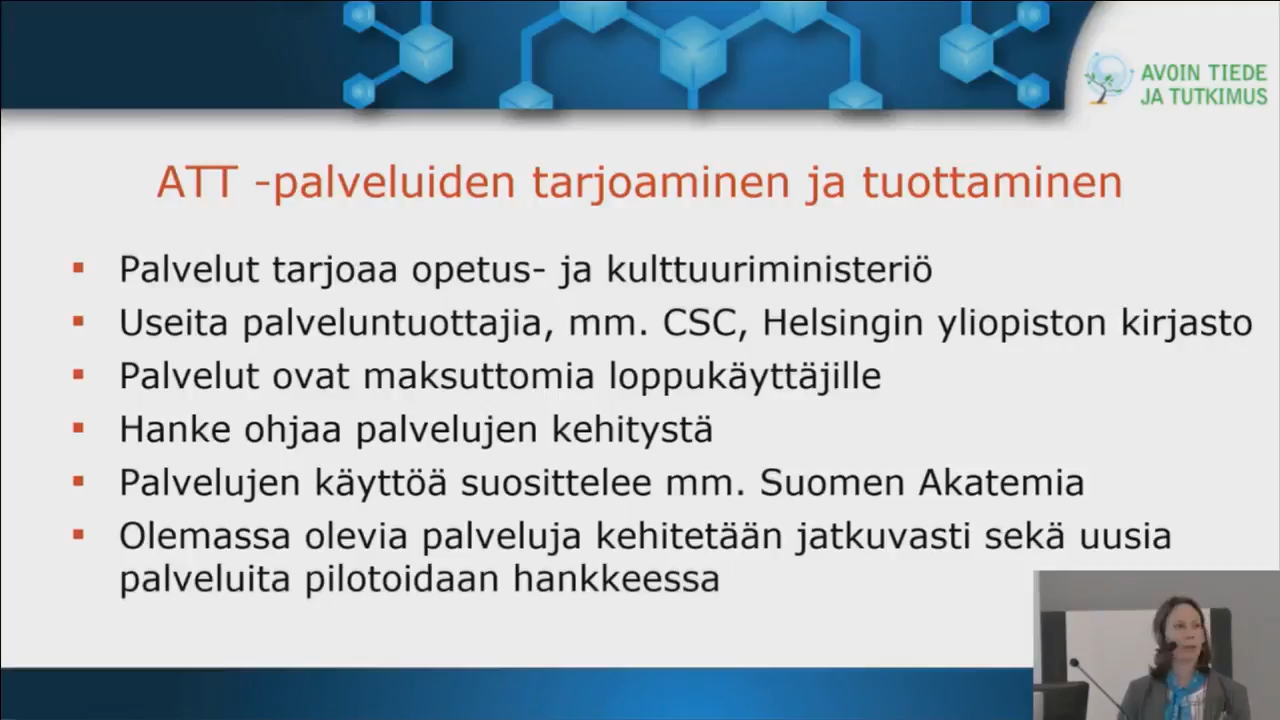 AVOIN TIEDE
JA TUTKIMUS
ATT -palveluiden tarjoaminen ja tuottaminen
▪ Palvelut tarjoaa opetus- ja kulttuuriministeriö
▪ Useita palveluntuottajia, mm. CSC, Helsingin yliopiston kirjasto
▪ Palvelut ovat maksuttomia loppukäyttäjille
▪ Hanke ohjaa palvelujen kehitystä
▪ Palvelujen käyttöä suosittelee mm. Suomen Akatemia
▪ Olemassa olevia palveluja kehitetään jatkuvasti sekä uusia
palveluita pilotoidaan hankkeessa